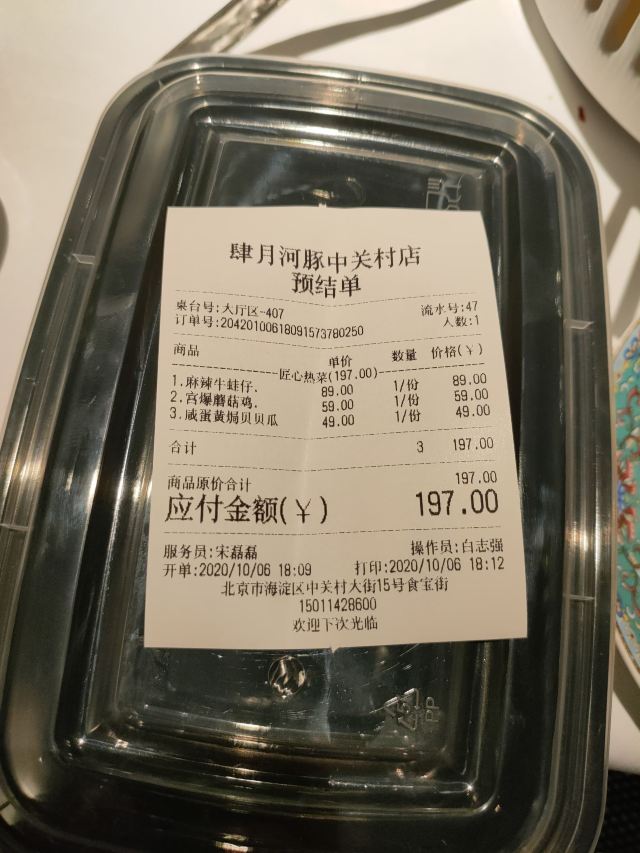 肆月河豚中关村店
预结单
桌台号:大厅区-407 流水号:47
订单号:20420100618091573780250 人数:1
商品 单价 数量 价格(¥)
匠心热菜(197.00)
1.麻辣牛蛙仔. 89.00 1/份 89.00
2.宫爆蘑菇鸡. 59.00 1/份 59.00
3.咸蛋黄焗贝贝瓜 49.00 1/份 49.00
合计 3 197.00
商品原价合计 197.00
应付金额(¥) 197.00
服务员:宋磊磊 操作员:白志强
开单:2020/10/06 18:09 打印:2020/10/06 18:12
北京市海淀区中关村大街15号食宝街
15011428600
欢迎下次光临
PP